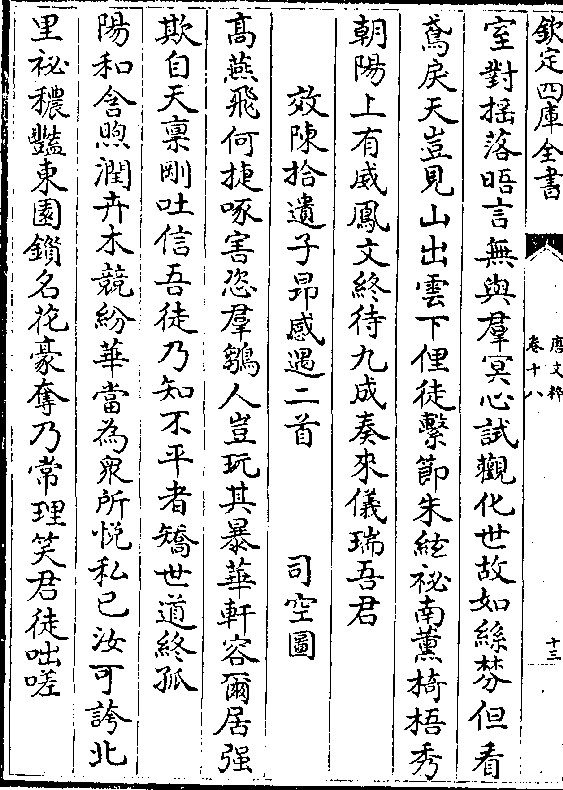 欽定四庫全書
唐文粹
卷十八
十三
室對揺落晤言無與羣冥心試觀化世故如絲棼但看
鳶戾天豈見山出雲下俚徒繫節朱絃祕南薰掎梧秀
朝陽上有威鳳文終待九成奏來儀瑞吾君
效陳拾遺子昻感遇二首 司空圖
高燕飛何捷啄害恣羣雛人豈玩其暴華軒容爾居强
欺自天禀剛吐信吾徒乃知不平者矯世道終孤
陽和含煦潤卉木競紛華當為衆所悦私已汝可誇北
里祕穠豔東園鎖名花豪奪乃常理笑君徒咄嗟